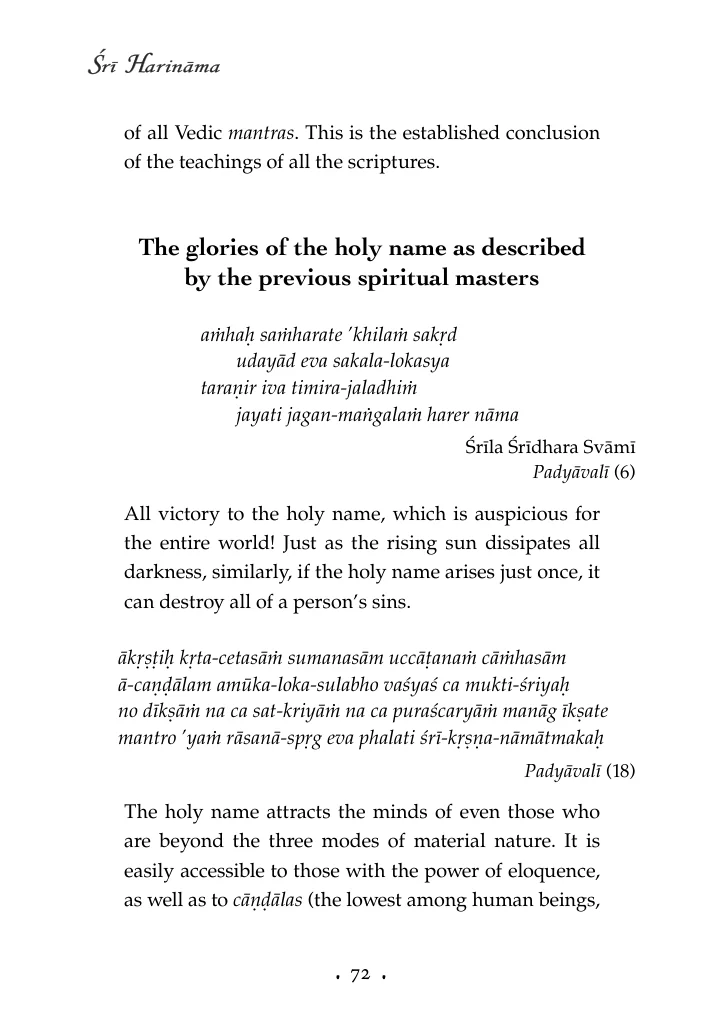 Śrī Harināma
of all Vedic mantras. This is the established conclusion
of the teachings of all the scriptures.
The glories of the holy name as described
by the previous spiritual masters
aṁhaḥ saṁharate ’khilaṁ sakṛd
udayād eva sakala-lokasya
taraṇir iva timira-jaladhiṁ
jayati jagan-maṅgalaṁ harer nāma
Śrīla Śrīdhara Svāmī
Padyāvalī (6)
All victory to the holy name, which is auspicious for
the entire world! Just as the rising sun dissipates all
darkness, similarly, if the holy name arises just once, it
can destroy all of a person’s sins.
ākṛṣṭiḥ kṛta-cetasāṁ sumanasām uccāṭanaṁ cāṁhasām
ā-caṇḍālam amūka-loka-sulabho vaśyaś ca mukti-śriyaḥ
no dīkṣāṁ na ca sat-kriyāṁ na ca puraścaryāṁ manāg īkṣate
mantro ’yaṁ rāsanā-spṛg eva phalati śrī-kṛṣṇa-nāmātmakaḥ
Padyāvalī (18)
The holy name attracts the minds of even those who
are beyond the three modes of material nature. It is
easily accessible to those with the power of eloquence,
as well as to cāṇḍālas (the lowest among human beings,
• 72 •